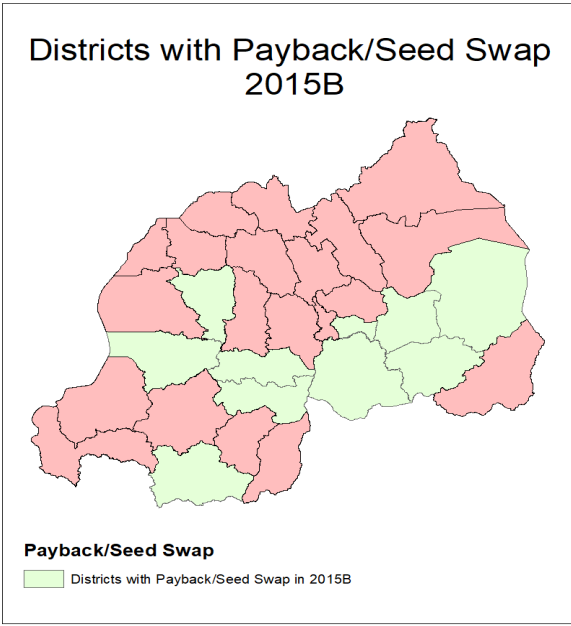 Districts with Payback/Seed Swap
2015B
Payback/Seed Swap
Districts with Payback/Seed Swap in 2015B